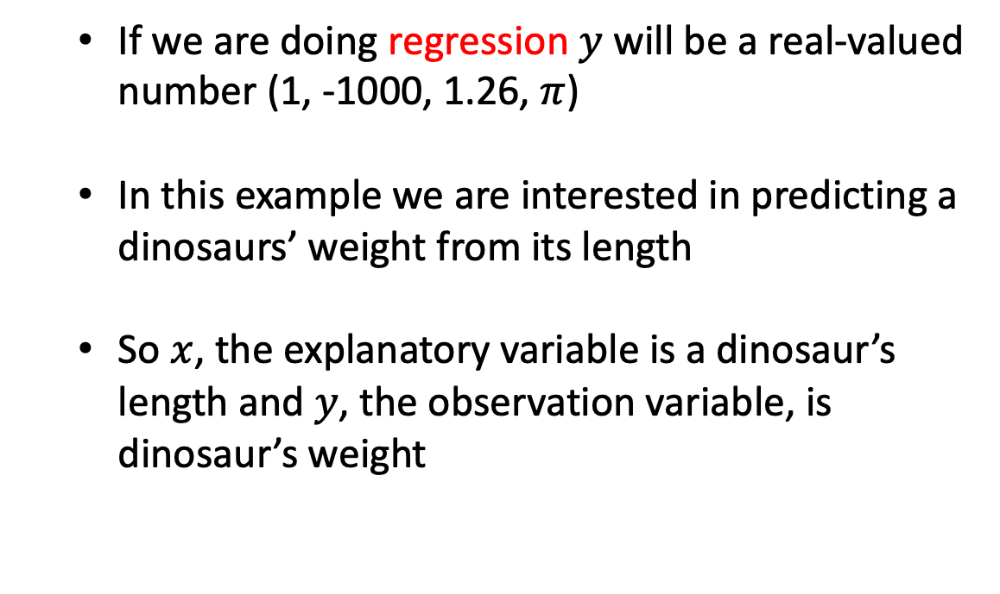 • If we are doing regression y will be a real-valued
number (1, -1000, 1.26, π)
• In this example we are interested in predicting a
dinosaurs’ weight from its length
• So x, the explanatory variable is a dinosaur’s
length and y, the observation variable, is
dinosaur’s weight